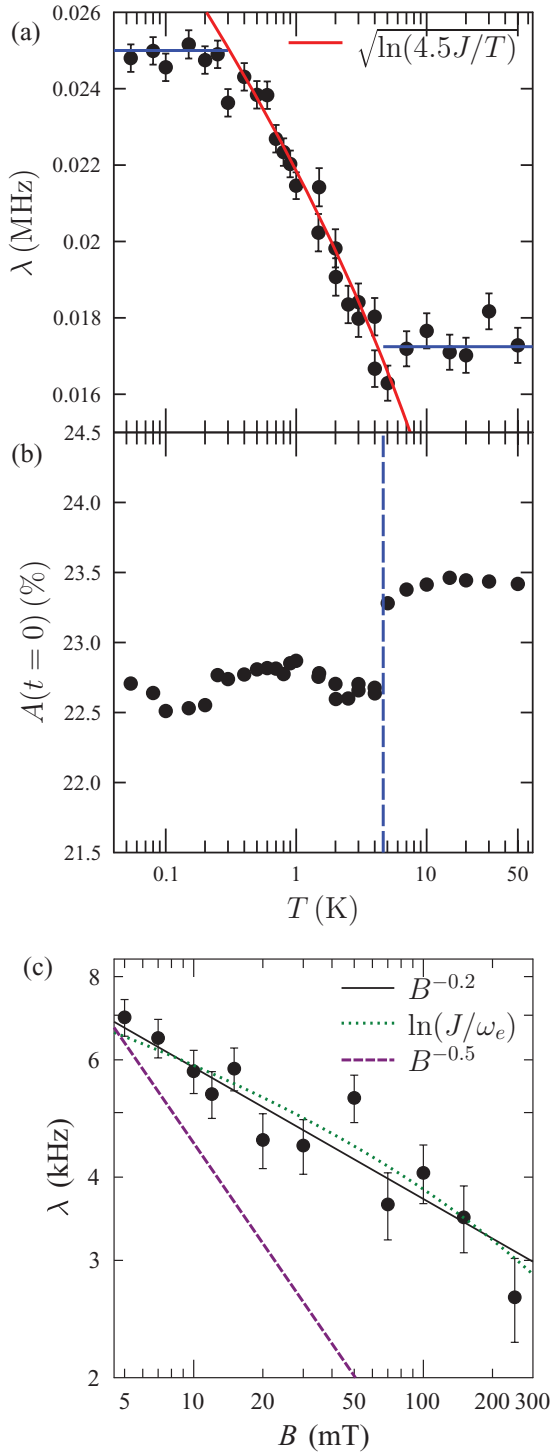 (a)
0.026
0.024
0.022
0.02
0.018
0.016
λ (MHz)
√ln(4.5J/T)
(b)
24.5
24.0
23.5
23.0
22.5
22.0
21.5
A(t = 0) (%)
0.1 1 10 50
T (K)
(c)
8
6
4
3
2
λ (kHz)
B^{-0.2}
ln(J/ω_e)
B^{-0.5}
5 10 20 50 100 200 300
B (mT)